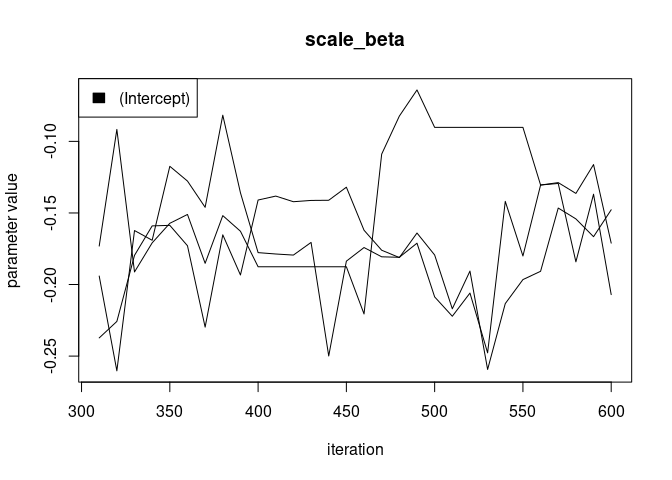 scale_beta
(Intercept)
-0.10
-0.15
-0.20
-0.25
parameter value
300 350 400 450 500 550 600
iteration